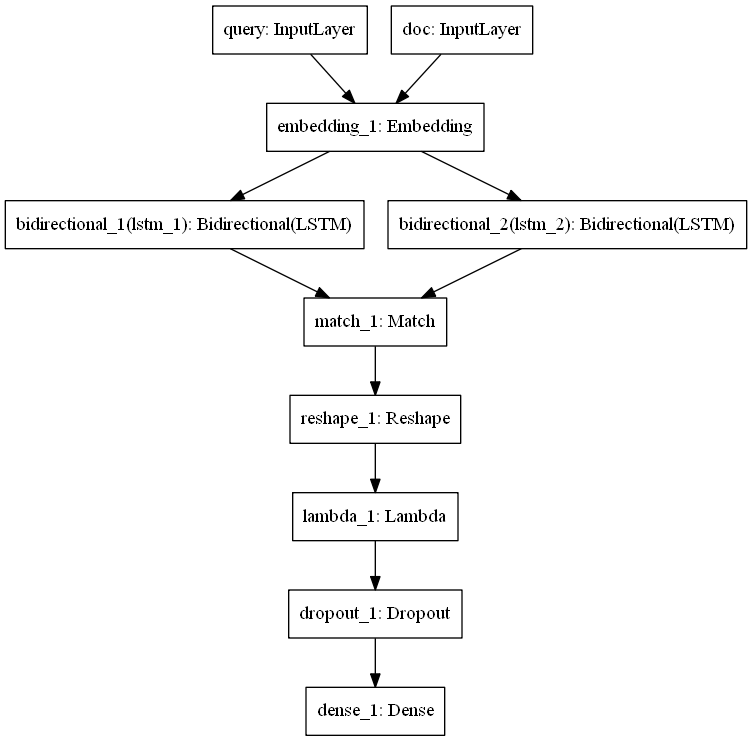 query: InputLayer
doc: InputLayer
embedding_1: Embedding
bidirectional_1(lstm_1): Bidirectional(LSTM)
bidirectional_2(lstm_2): Bidirectional(LSTM)
match_1: Match
reshape_1: Reshape
lambda_1: Lambda
dropout_1: Dropout
dense_1: Dense